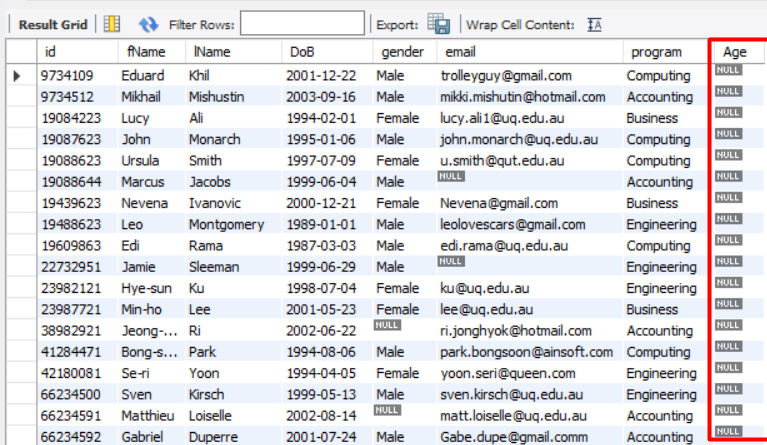 Result Grid Filter Rows: Export: Wrap Cell Content: IA
id fName lName DoB gender email program Age
9734109 Eduard Khil 2001-12-22 Male trolleyguy@gmail.com Computing NULL
9734512 Mikhail Mishustin 2003-09-16 Male mikki.mishutin@hotmail.com Accounting NULL
19084223 Lucy Ali 1994-02-01 Female lucy.ali1@uq.edu.au Business NULL
19087623 John Monarch 1995-01-06 Male john.monarch@uq.edu.au Computing NULL
19088623 Ursula Smith 1997-07-09 Female u.smith@qut.edu.au Computing NULL
19088644 Marcus Jacobs 1999-06-04 Male NULL Accounting NULL
19439623 Nevena Ivanovic 2000-12-21 Female Nevena@gmail.com Business NULL
19488623 Leo Montgomery 1989-01-01 Male leolovescars@gmail.com Engineering NULL
19609863 Edi Rama 1987-03-03 Male edi.rama@uq.edu.au Computing NULL
22732951 Jamie Sleeman 1999-06-29 Male NULL Engineering NULL
23982121 Hye-sun Ku 1998-07-04 Female ku@uq.edu.au Engineering NULL
23987721 Min-ho Lee 2001-05-23 Female lee@uq.edu.au Business NULL
38982921 Jeong-... Ri 2002-06-22 NULL ri.jonghyok@hotmail.com Accounting NULL
41284471 Bong-s... Park 1994-08-06 Male park.bongsoon@ainsoft.com Computing NULL
42180081 Se-ri Yoon 1994-04-05 Female yoon.seri@queen.com Engineering NULL
66234500 Sven Kirsch 1999-05-13 Male sven.kirsch@uq.edu.au Engineering NULL
66234591 Matthieu Loiselle 2002-08-14 NULL matt.loiselle@uq.edu.au Accounting NULL
66234592 Gabriel Duperre 2001-07-24 Male Gabe.dupe@gmail.comm Accounting NULL